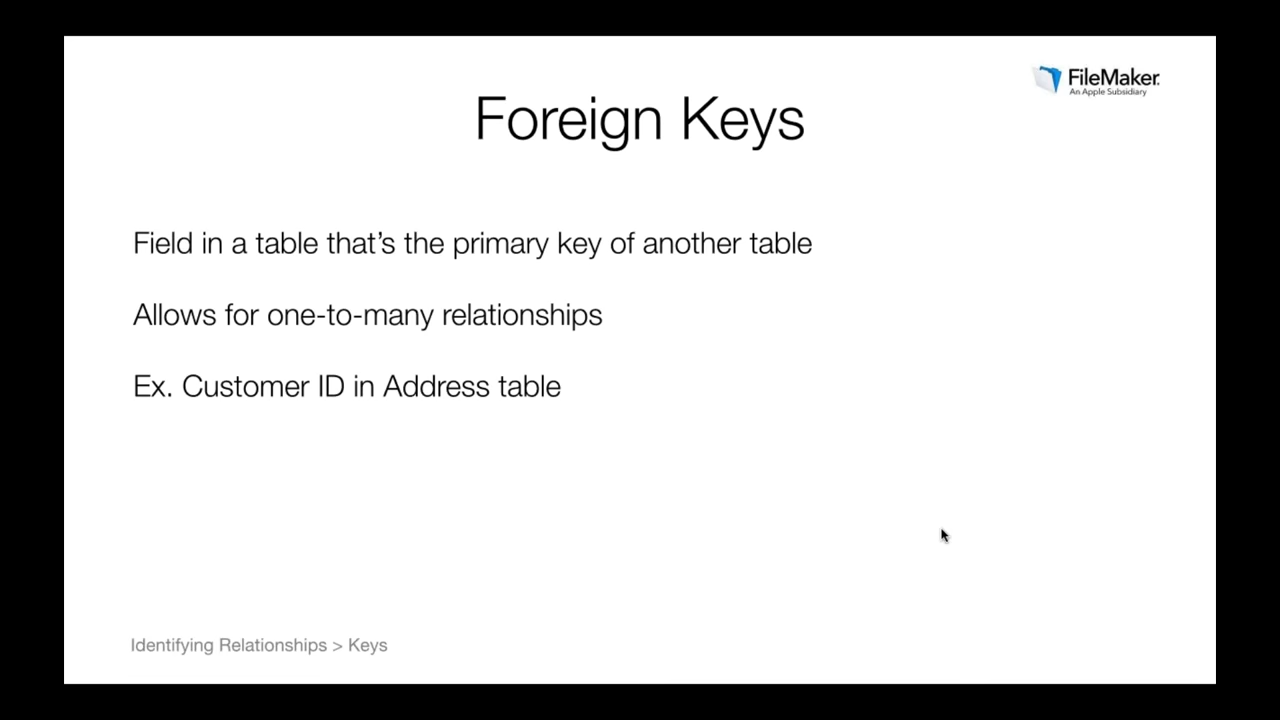 FileMaker.
An Apple Subsidiary
Foreign Keys
Field in a table that’s the primary key of another table
Allows for one-to-many relationships
Ex. Customer ID in Address table
Identifying Relationships > Keys